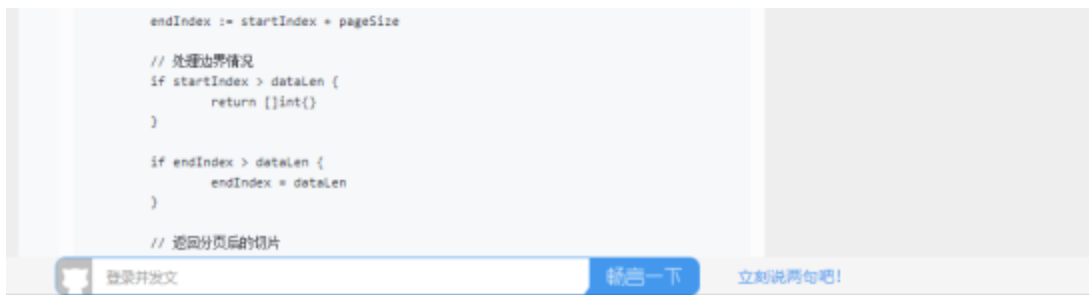 endIndex := startIndex + pageSize
// 处理边界情况
if startIndex > dataLen {
return []int{}
}
if endIndex > dataLen {
endIndex = dataLen
}
// 返回分页后的切片
登录并发文 畅言一下 立刻说两句吧！